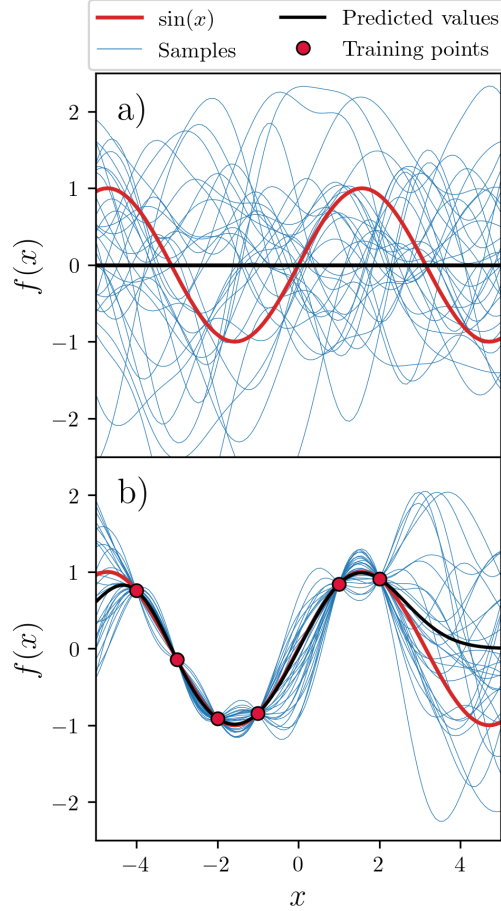 sin(x)
Predicted values
Samples
Training points
a)
2
1
0
−1
−2
f(x)
b)
2
1
0
−1
−2
f(x)
−4 −2 0 2 4
x